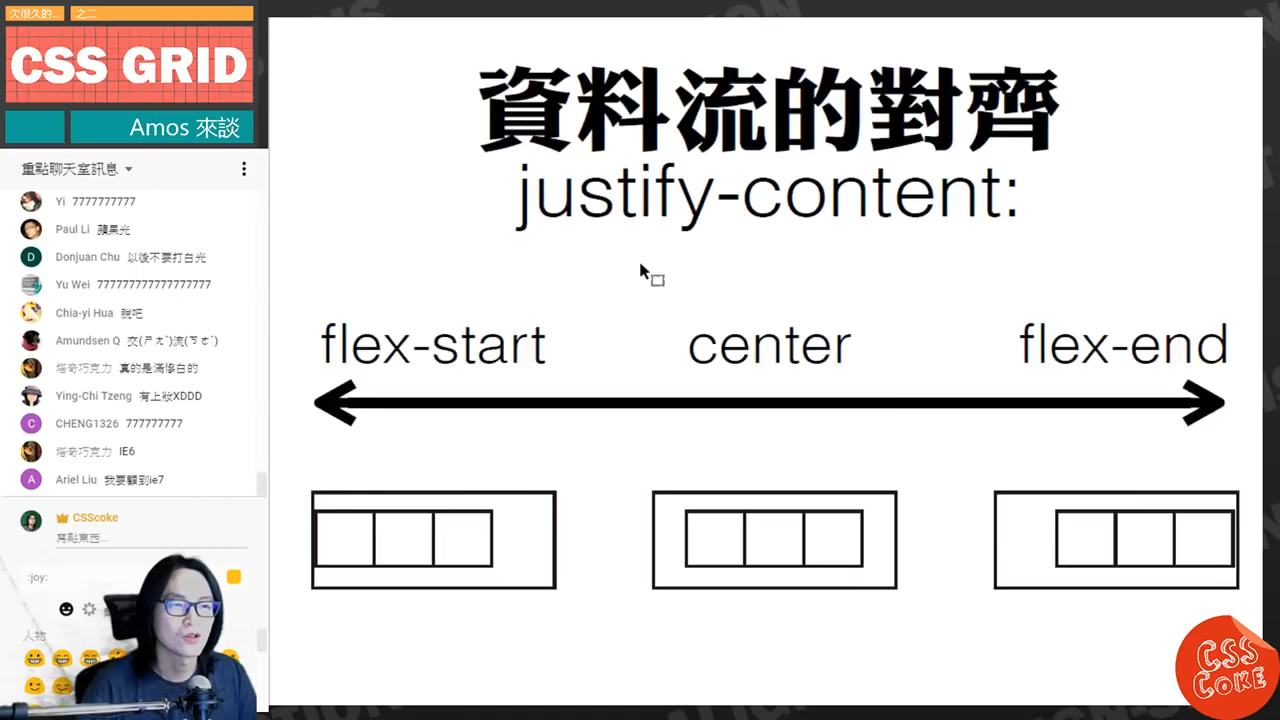 欠很久的...
之二
CSS GRID
Amos 來談
重點聊天室訊息
Yi 7777777777
Paul Li 蘋果光
Donjuan Chu 以後不要打白光
Yu Wei 77777777777777777
Chia-yi Hua 脫吧
Amundsen Q 交(ㄕㄊˋ)流(ㄎㄜˋ)
塔奇巧克力 真的是滿慘白的
Ying-Chi Tzeng 有上妝XDDD
CHENG1326 777777777
塔奇巧克力 IE6
Ariel Liu 我要顧到ie7
CSScoke
寫點東西...
:joy:
人物
資料流的對齊
justify-content:
flex-start center flex-end
CSS
COKE